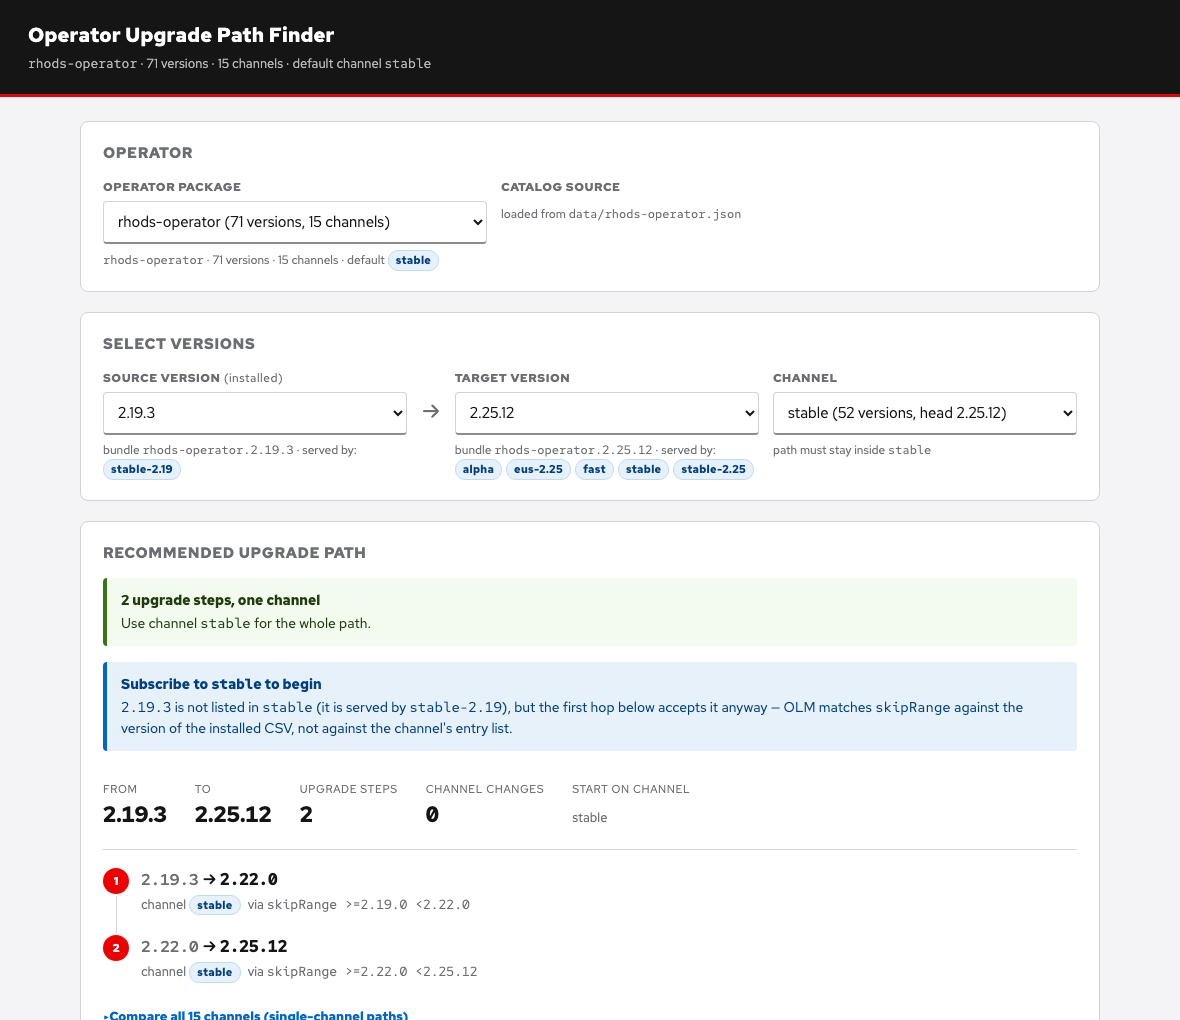 Operator Upgrade Path Finder
rhods-operator · 71 versions · 15 channels · default channel stable
OPERATOR
OPERATOR PACKAGE
CATALOG SOURCE
rhods-operator (71 versions, 15 channels)
loaded from data/rhods-operator.json
rhods-operator · 71 versions · 15 channels · default stable
SELECT VERSIONS
SOURCE VERSION (installed)
TARGET VERSION
CHANNEL
2.19.3
→
2.25.12
stable (52 versions, head 2.25.12)
bundle rhods-operator.2.19.3 · served by:
stable-2.19
bundle rhods-operator.2.25.12 · served by:
alpha eus-2.25 fast stable stable-2.25
path must stay inside stable
RECOMMENDED UPGRADE PATH
2 upgrade steps, one channel
Use channel stable for the whole path.
Subscribe to stable to begin
2.19.3 is not listed in stable (it is served by stable-2.19), but the first hop below accepts it anyway — OLM matches skipRange against the
version of the installed CSV, not against the channel's entry list.
FROM
2.19.3
TO
2.25.12
UPGRADE STEPS
2
CHANNEL CHANGES
0
START ON CHANNEL
stable
1
2.19.3 → 2.22.0
channel stable via skipRange >=2.19.0 <2.22.0
2
2.22.0 → 2.25.12
channel stable via skipRange >=2.22.0 <2.25.12
▸Compare all 15 channels (single-channel paths)